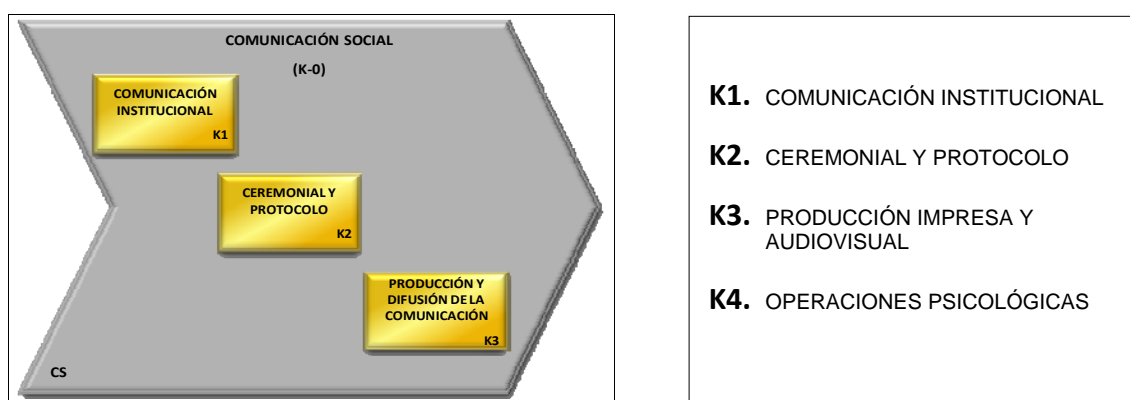 COMUNICACIÓN SOCIAL
(K-0)
COMUNICACIÓN
INSTITUCIONAL
K1
CEREMONIAL Y
PROTOCOLO
K2
PRODUCCIÓN Y
DIFUSIÓN DE LA
COMUNICACIÓN
K3
CS
K1. COMUNICACIÓN INSTITUCIONAL
K2. CEREMONIAL Y PROTOCOLO
K3. PRODUCCIÓN IMPRESA Y
AUDIOVISUAL
K4. OPERACIONES PSICOLÓGICAS